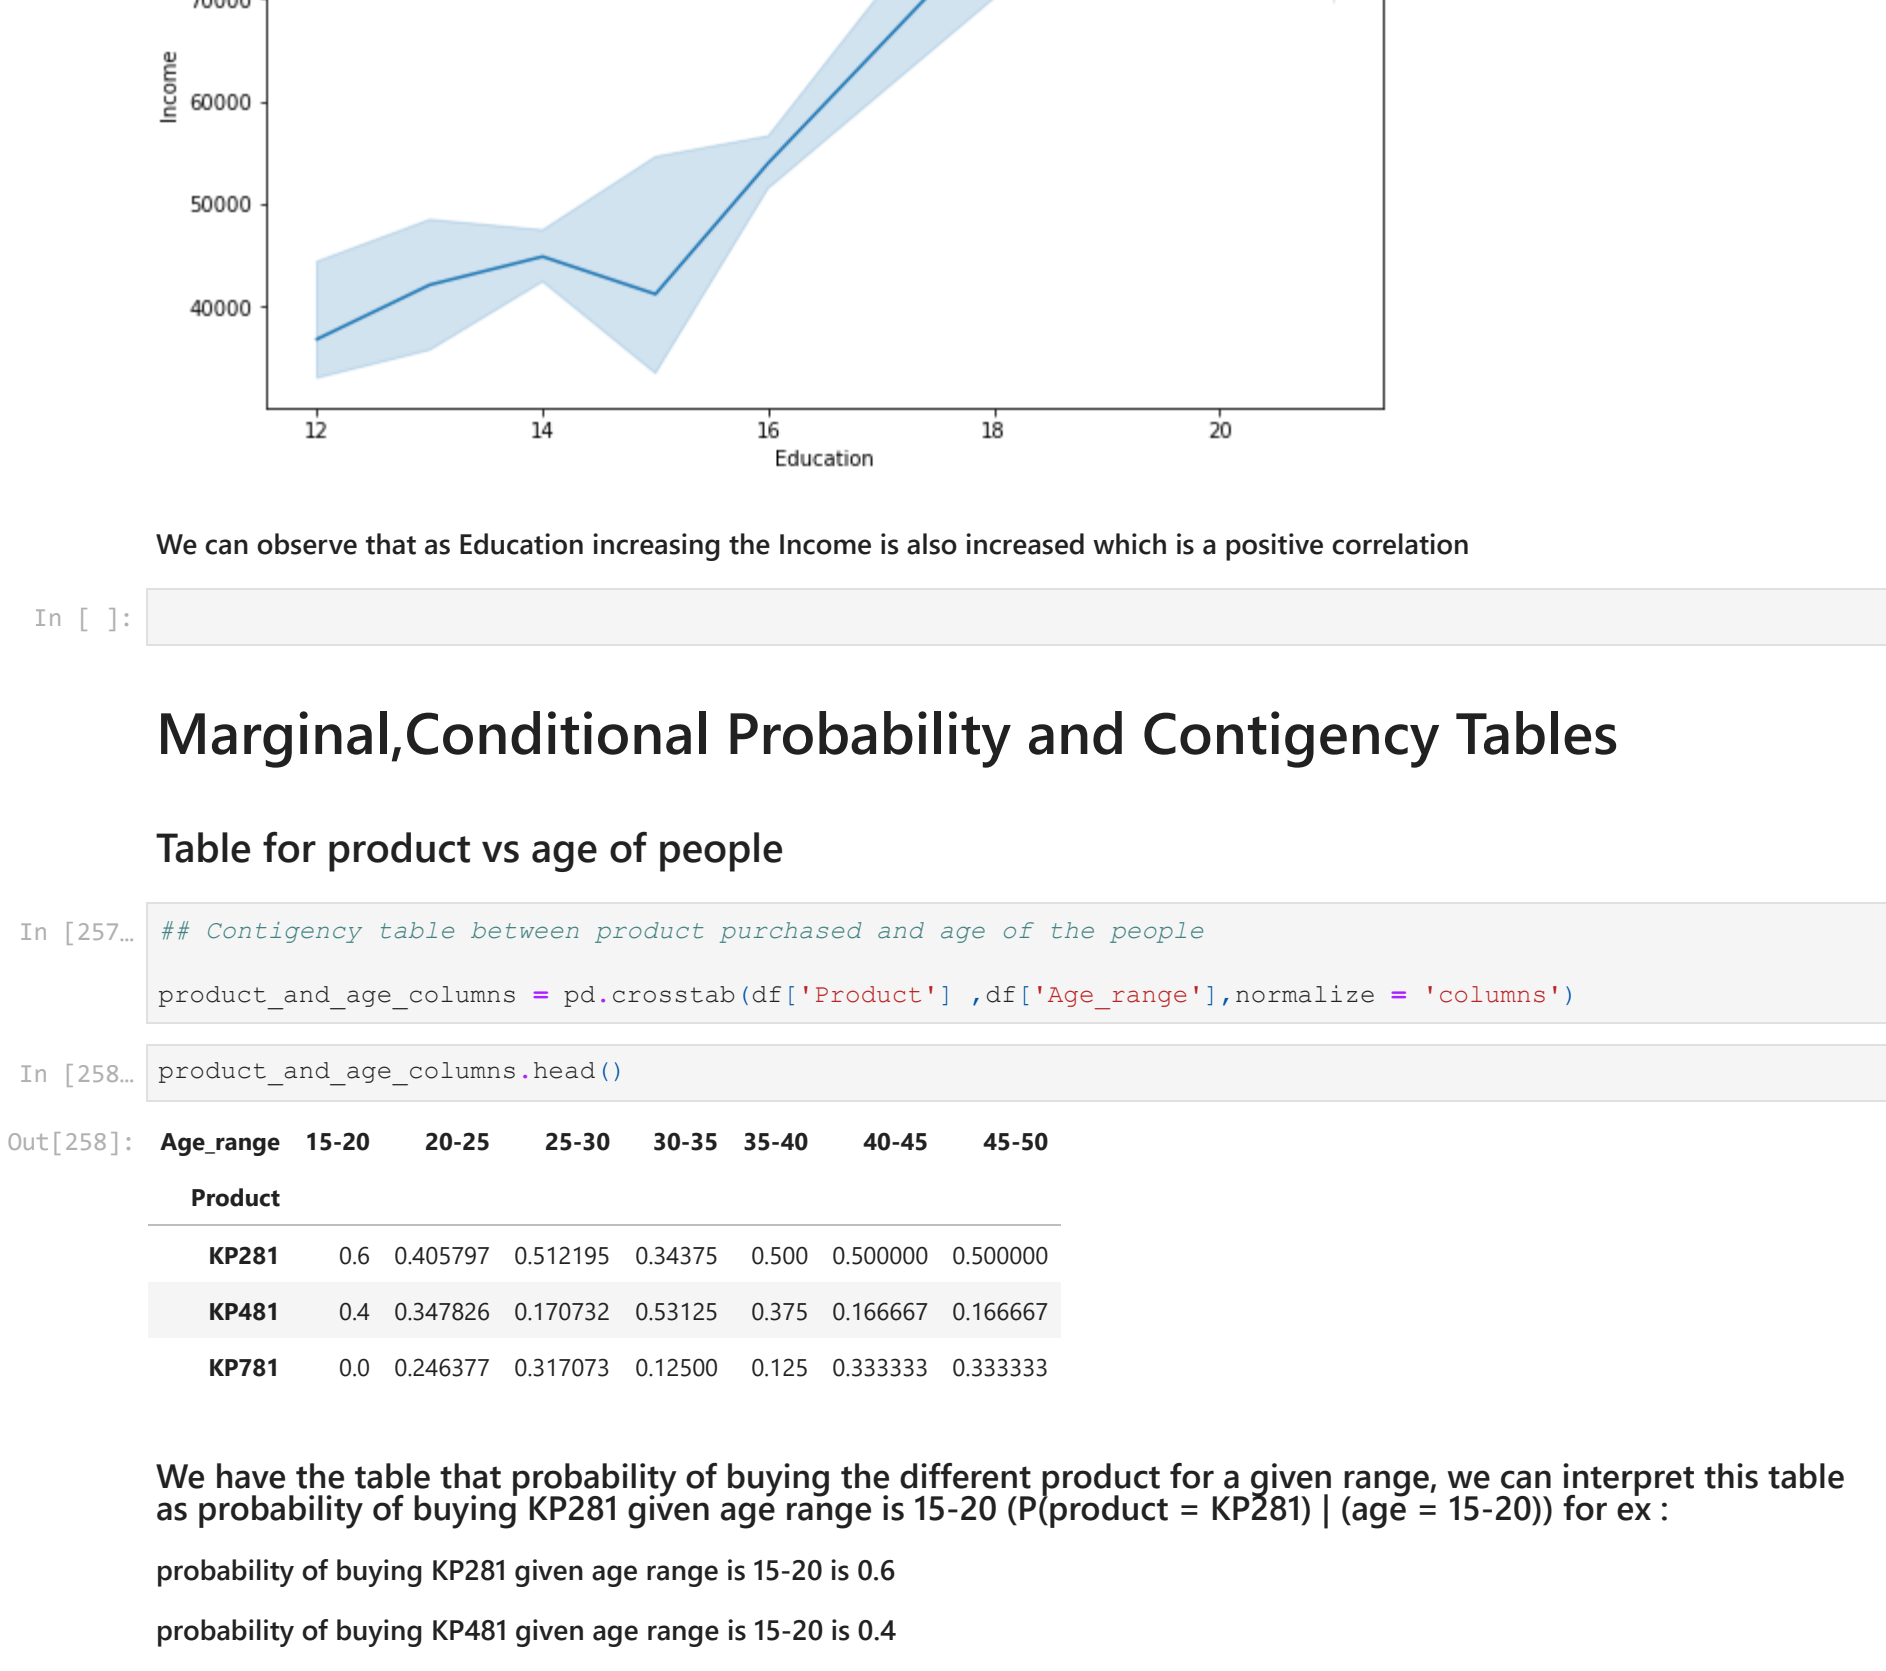 70000
Income
60000
50000
40000
12 14 16 18 20
Education
We can observe that as Education increasing the Income is also increased which is a positive correlation
In [ ]:
Marginal,Conditional Probability and Contigency Tables
Table for product vs age of people
In [257… ## Contigency table between product purchased and age of the people
product_and_age_columns = pd.crosstab(df['Product'] ,df['Age_range'],normalize = 'columns')
In [258… product_and_age_columns.head()
Out[258]: Age_range 15-20 20-25 25-30 30-35 35-40 40-45 45-50
Product
KP281 0.6 0.405797 0.512195 0.34375 0.500 0.500000 0.500000
KP481 0.4 0.347826 0.170732 0.53125 0.375 0.166667 0.166667
KP781 0.0 0.246377 0.317073 0.12500 0.125 0.333333 0.333333
We have the table that probability of buying the different product for a given range, we can interpret this table
as probability of buying KP281 given age range is 15-20 (P(product = KP281) | (age = 15-20)) for ex :
probability of buying KP281 given age range is 15-20 is 0.6
probability of buying KP481 given age range is 15-20 is 0.4